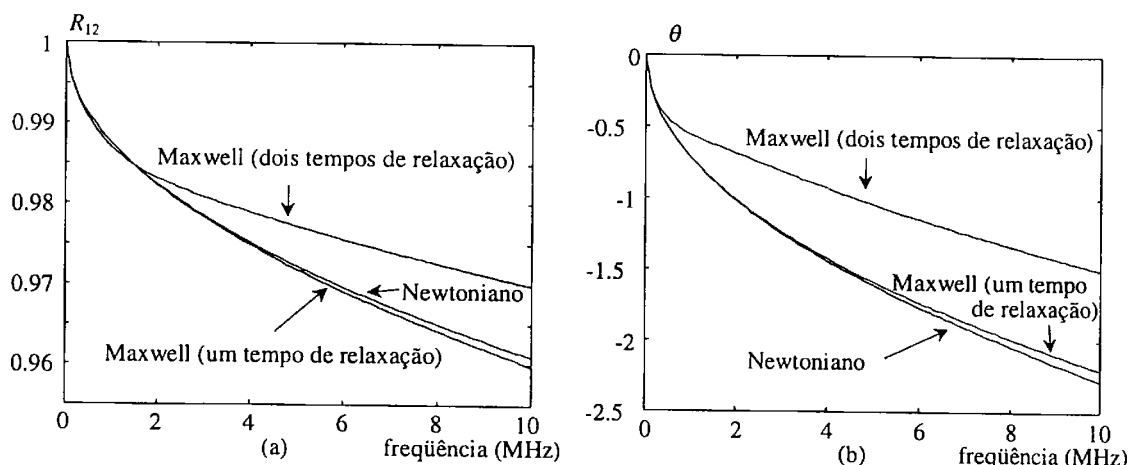 R12
1
0.99
0.98
0.97
0.96
Maxwell (dois tempos de relaxação)
Newtoniano
Maxwell (um tempo de relaxação)
0 2 4 6 8 10
(a) freqüência (MHz)
θ
0
-0.5
-1
-1.5
-2
-2.5
Maxwell (dois tempos de relaxação)
Maxwell (um tempo
de relaxação)
Newtoniano
0 2 4 6 8 10
(b) freqüência (MHz)